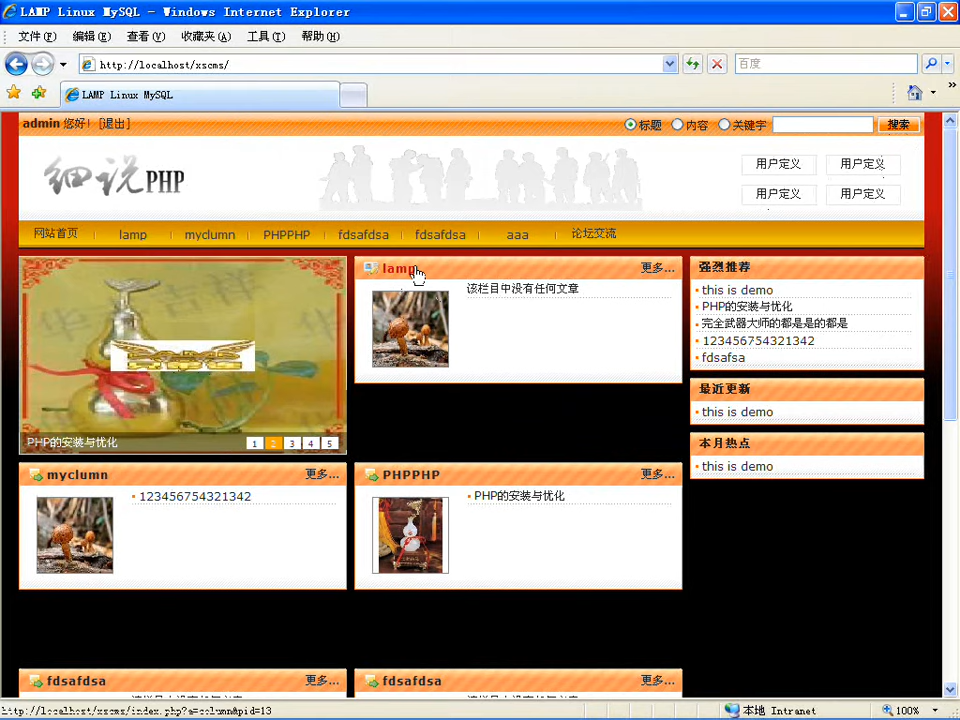 LAMP Linux MySQL - Windows Internet Explorer
文件(F) 编辑(E) 查看(V) 收藏夹(A) 工具(T) 帮助(H)
http://localhost/xscms/ 百度
LAMP Linux MySQL
admin 您好! [退出] 标题 内容 关键字 搜索
细说PHP
用户定义 用户定义
用户定义 用户定义
网站首页 lamp myclumn PHPPHP fdsafdsa fdsafdsa aaa 论坛交流
PHP的安装与忧化 1 2 3 4 5
lamp 更多...
该栏目中没有任何文章
强烈推荐
this is demo
PHP的安装与忧化
完全武器大师的都是是的都是
123456754321342
fdsafsa
最近更新
this is demo
本月热点
this is demo
myclumn 更多...
123456754321342
PHPPHP 更多...
PHP的安装与忧化
fdsafdsa 更多...
fdsafdsa 更多...
http://localhost/xscms/index.php?a=column&pid=13 本地 Intranet 100%